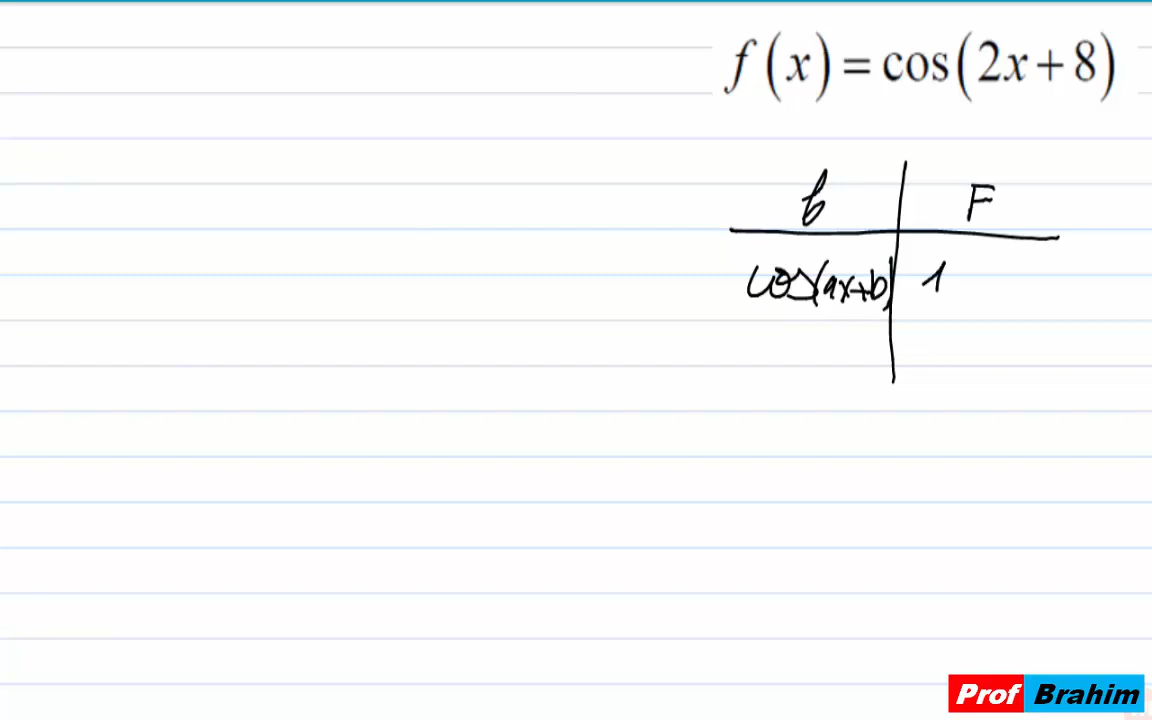 f(x) = cos(2x+8)
f F
cos(ax+b) 1
Prof Brahim